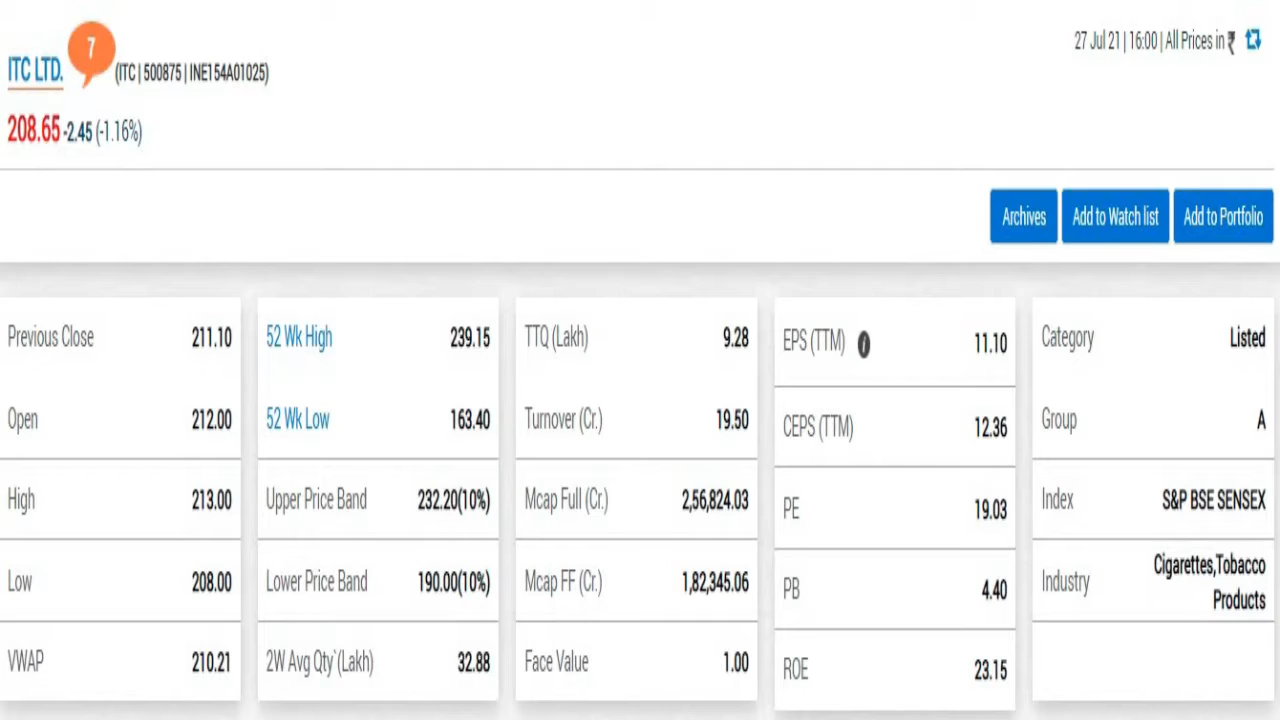 7
27 Jul 21 | 16:00 | All Prices in ₹
ITC LTD. (ITC | 500875 | INE154A01025)
208.65 -2.45 (-1.16%)
Archives Add to Watch list Add to Portfolio
Previous Close 211.10
Open 212.00
High 213.00
Low 208.00
VWAP 210.21
52 Wk High 239.15
52 Wk Low 163.40
Upper Price Band 232.20(10%)
Lower Price Band 190.00(10%)
2W Avg Qty`(Lakh) 32.88
TTQ (Lakh) 9.28
Turnover (Cr.) 19.50
Mcap Full (Cr.) 2,56,824.03
Mcap FF (Cr.) 1,82,345.06
Face Value 1.00
EPS (TTM) i 11.10
CEPS (TTM) 12.36
PE 19.03
PB 4.40
ROE 23.15
Category Listed
Group A
Index S&P BSE SENSEX
Industry Cigarettes,Tobacco
Products